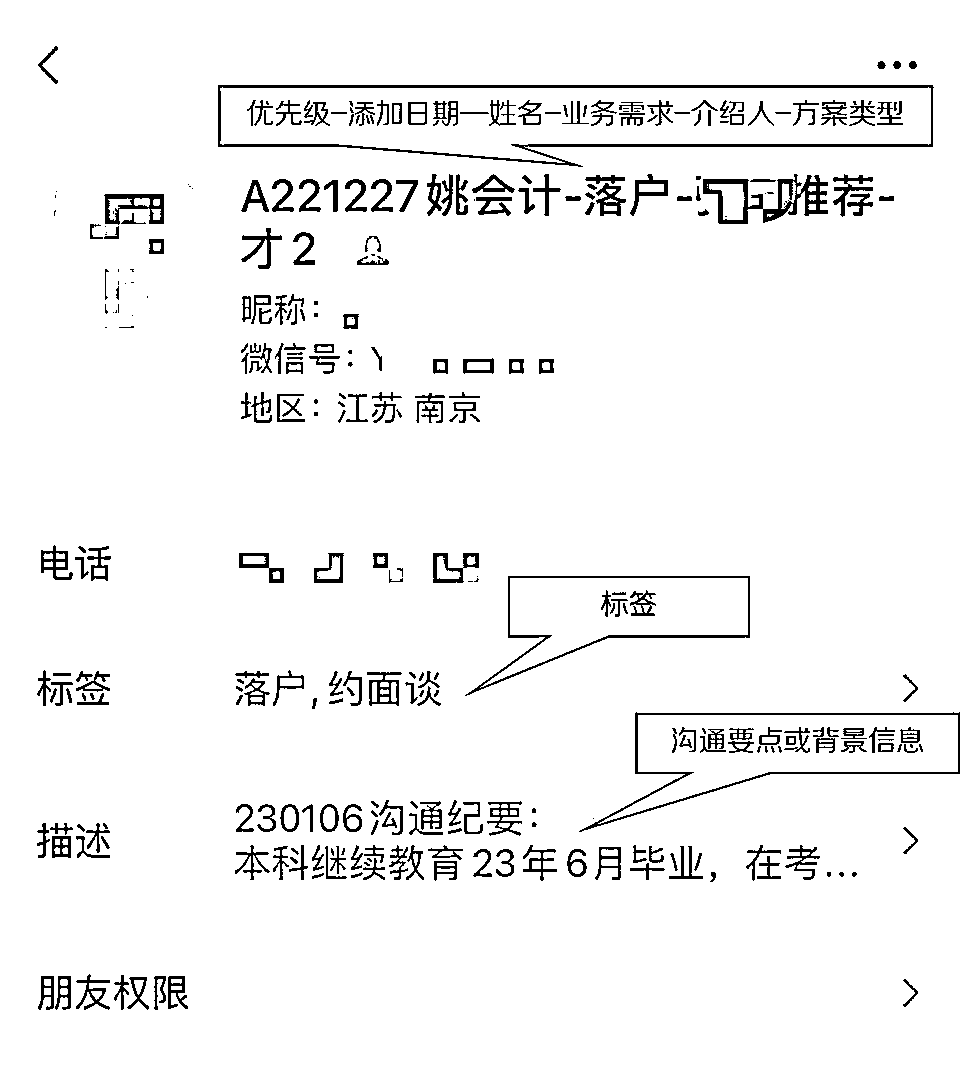 优先级-添加日期—姓名-业务需求-介绍人-方案类型
A221227姚会计-落户-推荐-
才2
昵称：
微信号：
地区：江苏 南京
电话
标签
标签 落户, 约面谈
沟通要点或背景信息
230106沟通纪要：
描述
本科继续教育23年6月毕业，在考...
朋友权限